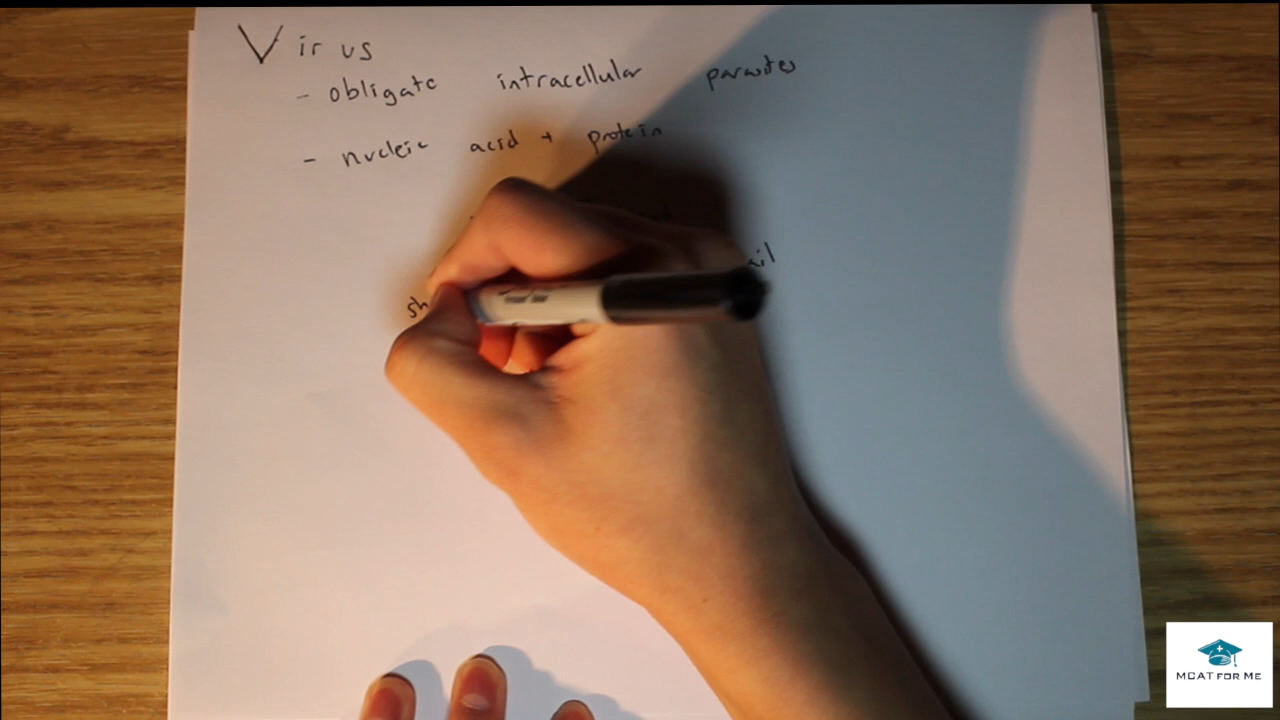 Virus
- obligate intracellular parasites
- nucleic acid + protein
MCAT FOR ME